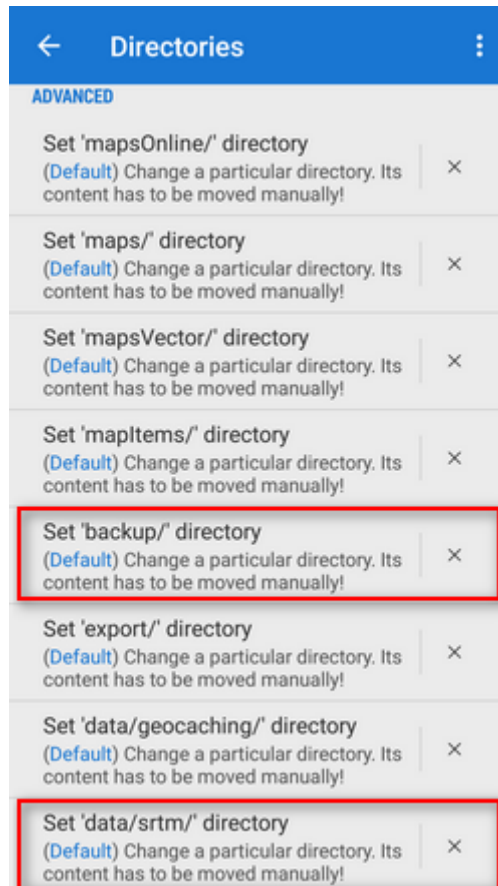 Directories
ADVANCED
Set 'mapsOnline/' directory
(Default) Change a particular directory. Its
content has to be moved manually!
Set 'maps/' directory
(Default) Change a particular directory. Its
content has to be moved manually!
Set 'mapsVector/' directory
(Default) Change a particular directory. Its
content has to be moved manually!
Set 'mapItems/' directory
(Default) Change a particular directory. Its
content has to be moved manually!
Set 'backup/' directory
(Default) Change a particular directory. Its
content has to be moved manually!
Set 'export/' directory
(Default) Change a particular directory. Its
content has to be moved manually!
Set 'data/geocaching/' directory
(Default) Change a particular directory. Its
content has to be moved manually!
Set 'data/srtm/' directory
(Default) Change a particular directory. Its
content has to be moved manually!